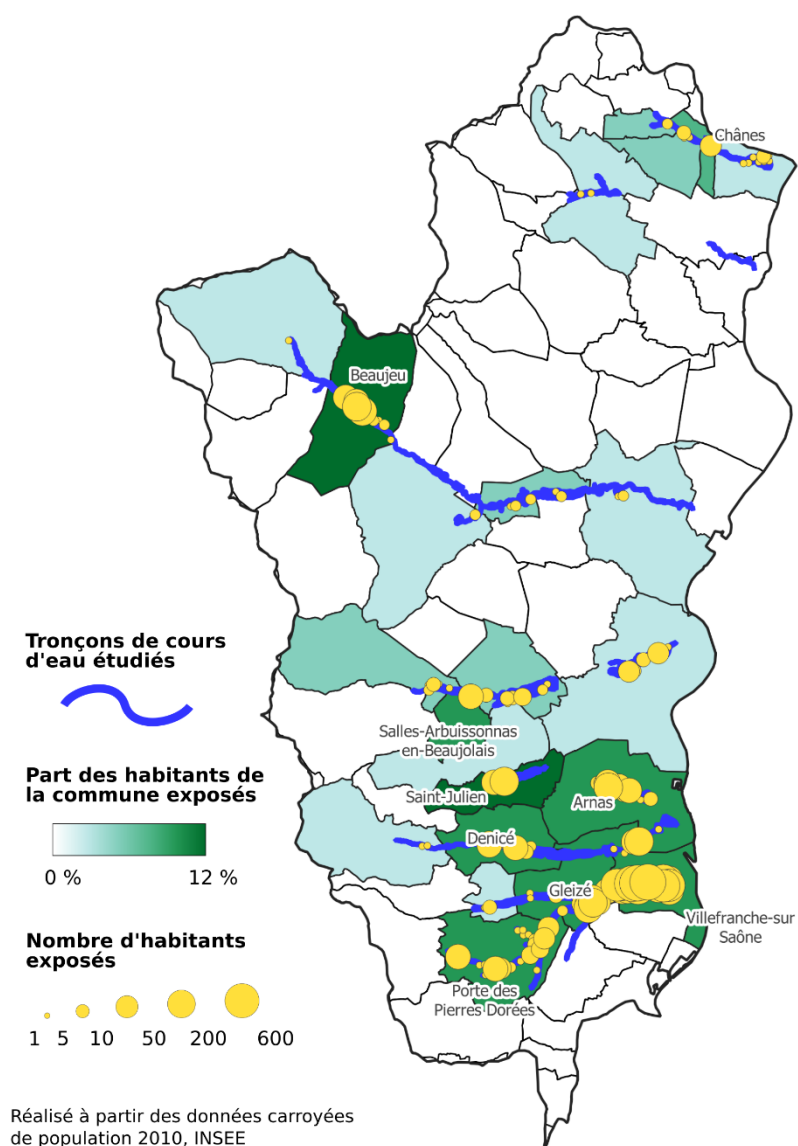 Chânes
Beaujeu
Tronçons de cours
d'eau étudiés
Salles-Arbuissonnas
en-Beaujolais
Part des habitants de
la commune exposés
Saint-Julien
Arnas
Denicé
0 %
12 %
Gleizé
Villefranche-sur
Saône
Nombre d'habitants
exposés
Porte des
Pierres Dorées
1 5 10 50 200 600
Réalisé à partir des données carroyées
de population 2010, INSEE